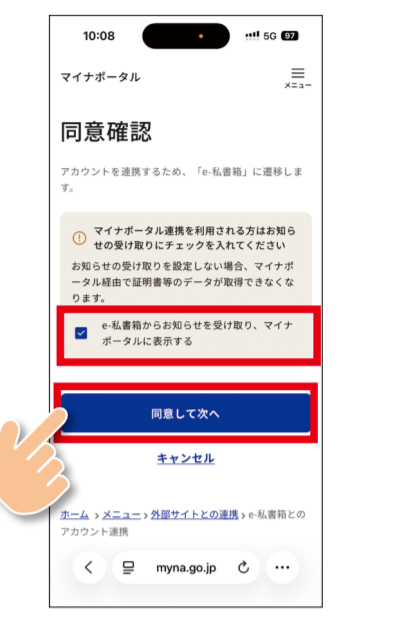 10:08
5G 97
マイナポータル
メニュー
同意確認
アカウントを連携するため、「e-私書箱」に遷移しま
す。
マイナポータル連携を利用される方はお知ら
せの受け取りにチェックを入れてください
お知らせの受け取りを設定しない場合、マイナポ
ータル経由で証明書等のデータが取得できなくな
ります。
e-私書箱からお知らせを受け取り、マイナ
ポータルに表示する
同意して次へ
キャンセル
ホーム > メニュー > 外部サイトとの連携 > e-私書箱との
アカウント連携
myna.go.jp